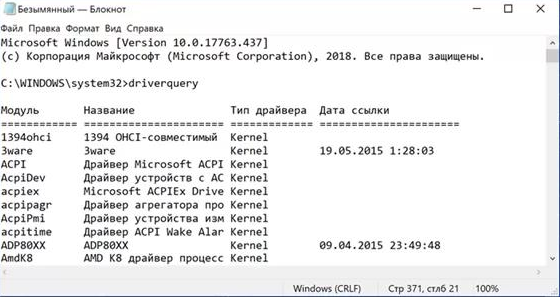 Безымянный — Блокнот
Файл Правка Формат Вид Справка
Microsoft Windows [Version 10.0.17763.437]
(c) Корпорация Майкрософт (Microsoft Corporation), 2018. Все права защищены.
C:\WINDOWS\system32>driverquery
Модуль Название Тип драйвера Дата ссылки
============ ====================== ============= ======================
1394ohci 1394 OHCI-совместимый Kernel
3ware 3ware Kernel 19.05.2015 1:28:03
ACPI Драйвер Microsoft ACPI Kernel
AcpiDev Драйвер устройств с AC Kernel
acpiex Microsoft ACPIEx Drive Kernel
acpipagr Драйвер агрегатора про Kernel
AcpiPmi Драйвер устройства изм Kernel
acpitime Драйвер ACPI Wake Alar Kernel
ADP80XX ADP80XX Kernel 09.04.2015 23:49:48
AmdK8 AMD K8 драйвер процесс Kernel
Windows (CRLF) Стр 371, стлб 21 100%